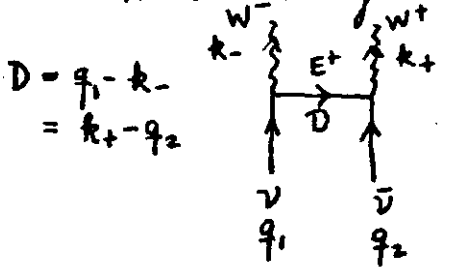 W⁻ W⁺
k₋ E⁺ k₊
D = q₁ - k₋
D
= k₊ - q₂
ν ν̄
q₁ q₂